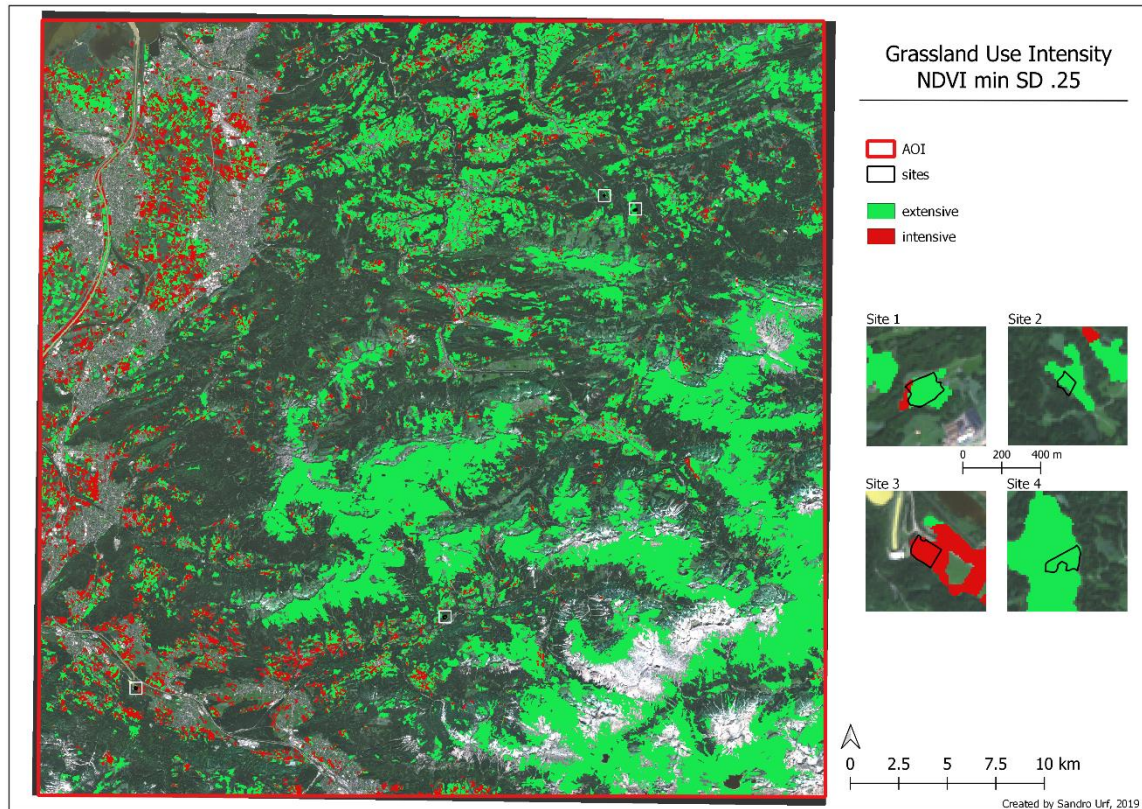 Grassland Use Intensity
NDVI min SD .25
AOI
sites
extensive
intensive
Site 1
Site 2
0 200 400 m
Site 3
Site 4
0 2.5 5 7.5 10 km
Created by Sandro Urf, 2019